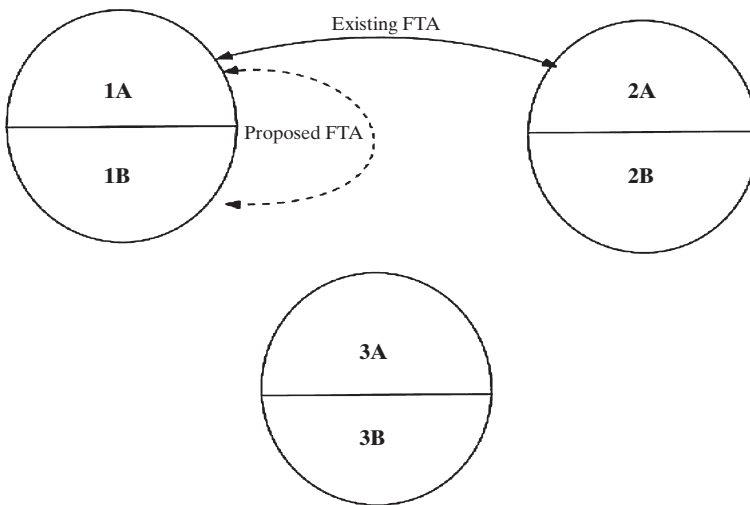 Existing FTA
1A
2A
Proposed FTA
1B
2B
3A
3B